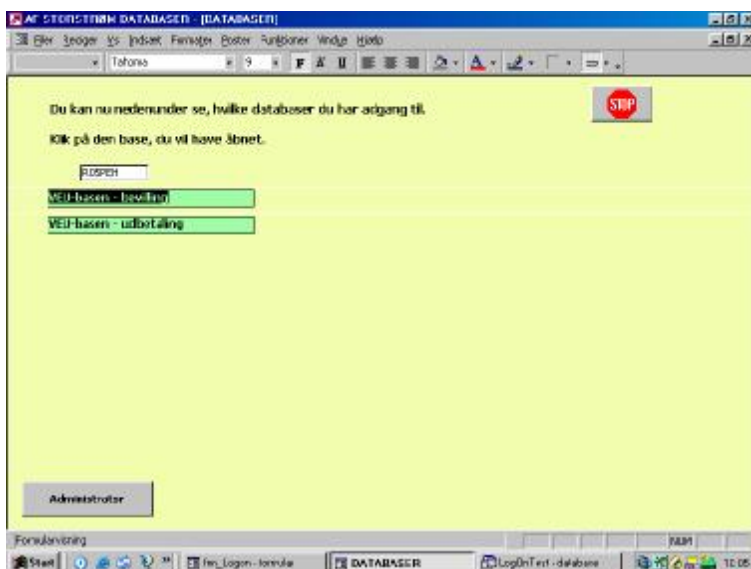 AF STORSTRØM DATABASEN - [DATABASER]
Filer Rediger Vis Indsæt Formater Poster Funktioner Vindue Hjælp
Tahoma 9 F K U
Du kan nu nedenunder se, hvilke databaser du har adgang til.
STOP
Klik på den base, du vil have åbnet.
VEU-basen - bevilling
VEU-basen - udbetaling
Administrator
Formularvisning NUM
Start frm_Logon - formular DATABASER LogOnTest - database